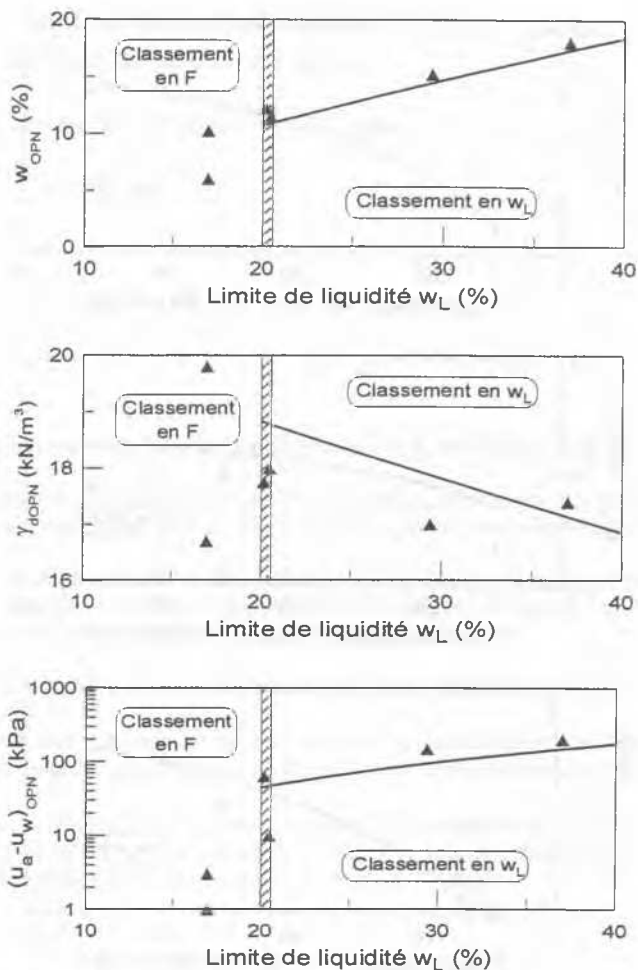 20
Classement
en F
10
w_OPN (%)
Classement en w_L
0
10 20 30 40
Limite de liquidité w_L (%)
20
Classement en w_L
Classement
en F
18
γ_dOPN (kN/m³)
16
10 20 30 40
Limite de liquidité w_L (%)
1000
Classement
en F
100
(u_a-u_w)_OPN (kPa)
10
Classement en w_L
1
10 20 30 40
Limite de liquidité w_L (%)